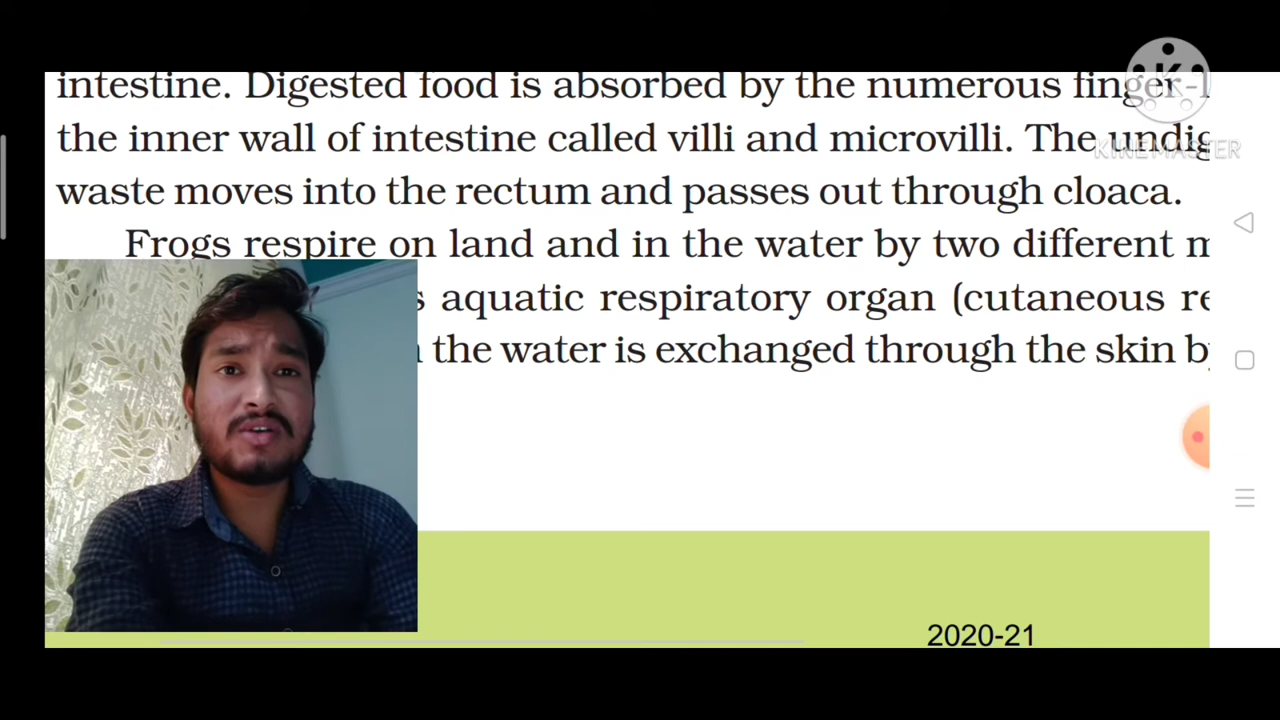 intestine. Digested food is absorbed by the numerous finger-
the inner wall of intestine called villi and microvilli. The
waste moves into the rectum and passes out through cloaca.
Frogs respire on land and in the water by two different
aquatic respiratory organ (cutaneous
the water is exchanged through the skin
2020-21
K
KINEMASTER